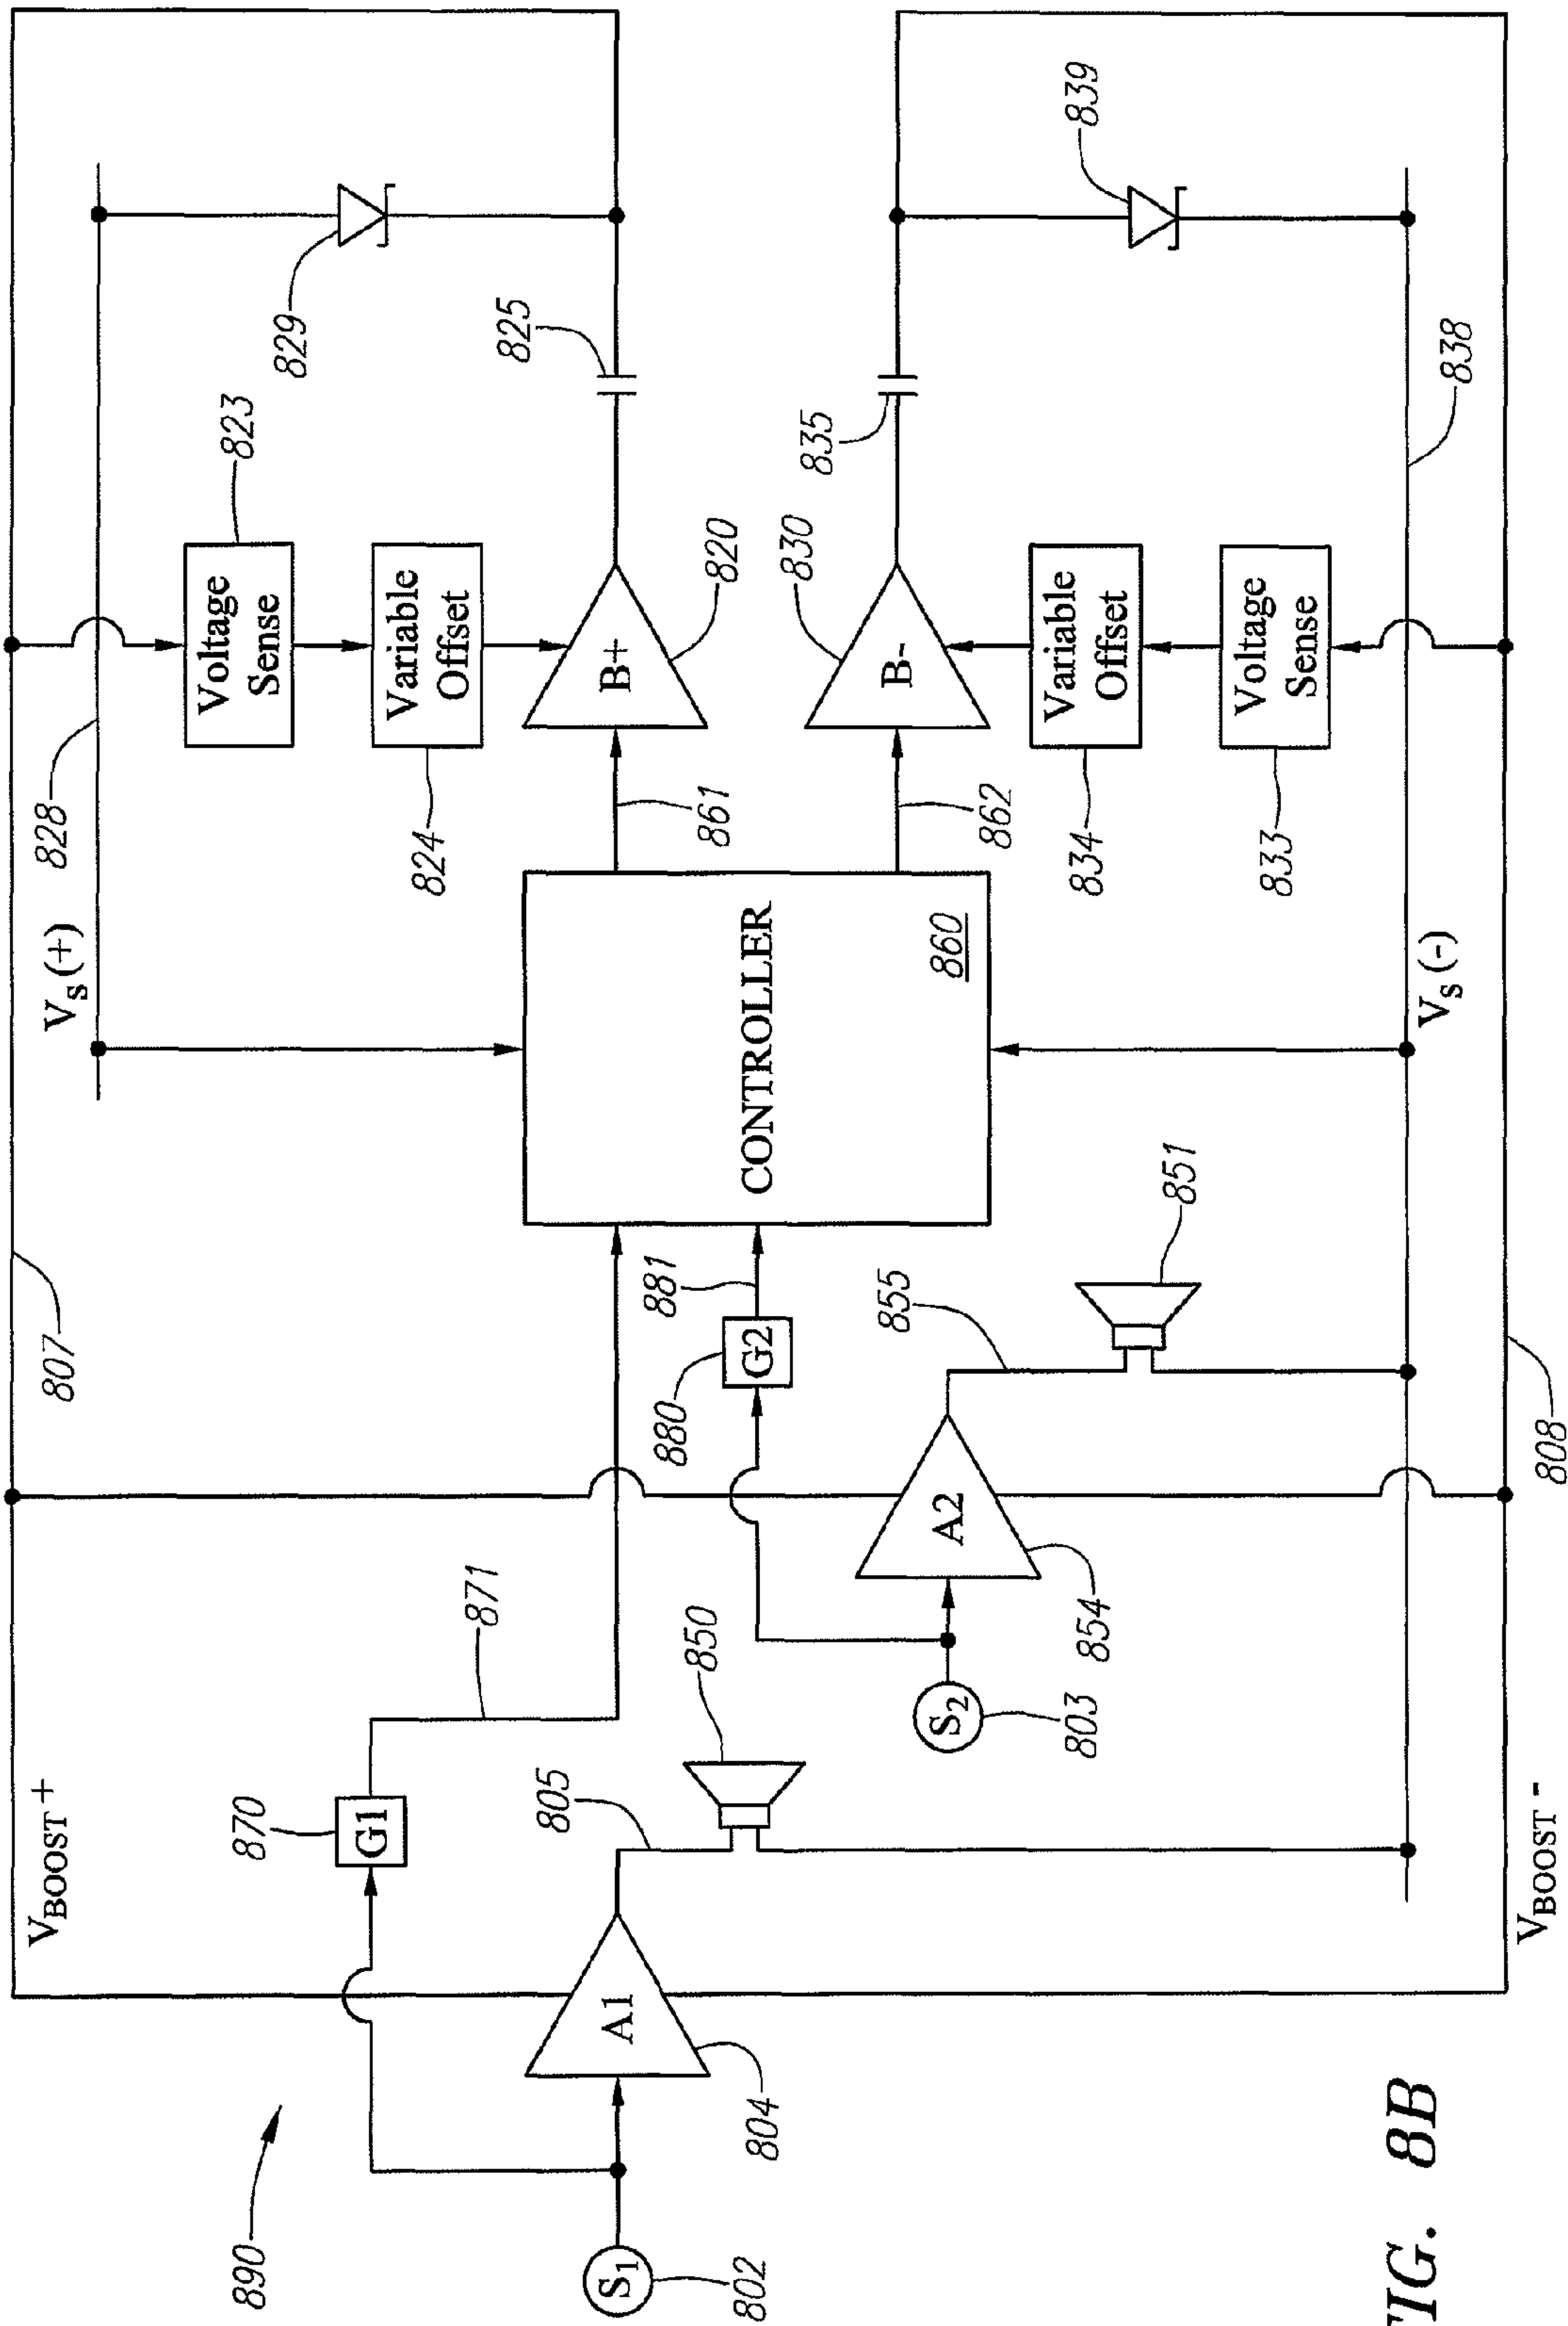 890
802
S1
804
A1
VBOOST +
870
G1
871
805
850
807
803
S2
854
A2
855
851
880
G2
881
CONTROLLER
860
VS (+)
828
Voltage
Sense
823
Variable
Offset
824
861
B+
820
825
829
862
B-
830
835
839
Variable
Offset
834
Voltage
Sense
833
838
VS (-)
808
VBOOST -
FIG. 8B